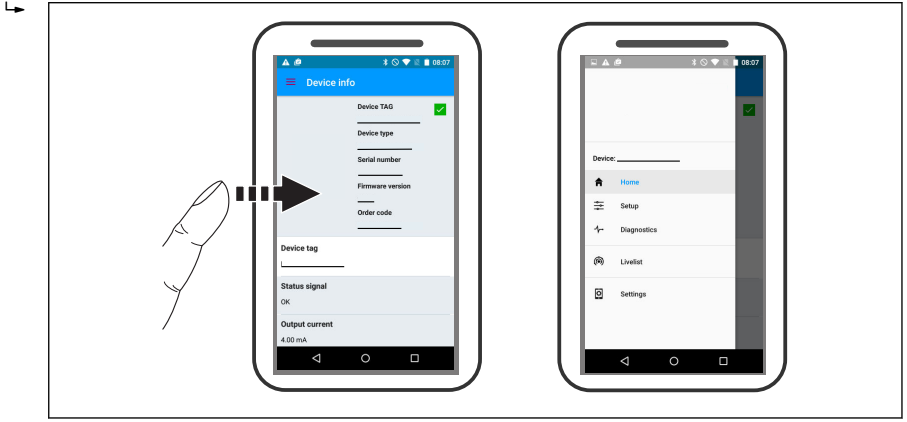 08:07
Device info
Device TAG
Device type
Serial number
Firmware version
Order code
Device tag
Status signal
OK
Output current
4.00 mA
08:07
Device:
Home
Setup
Diagnostics
Livelist
Settings